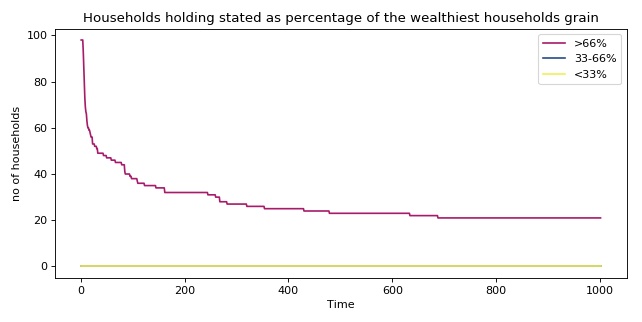 Households holding stated as percentage of the wealthiest households grain
>66%
33-66%
<33%
no of households
100
80
60
40
20
0
0 200 400 600 800 1000
Time